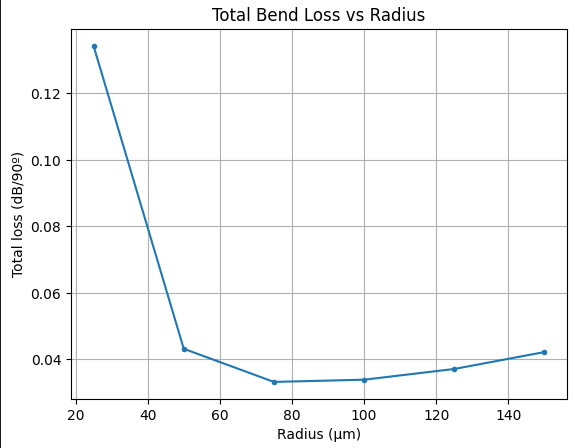 Total Bend Loss vs Radius
Total loss (dB/90º)
0.12
0.10
0.08
0.06
0.04
20 40 60 80 100 120 140
Radius (μm)